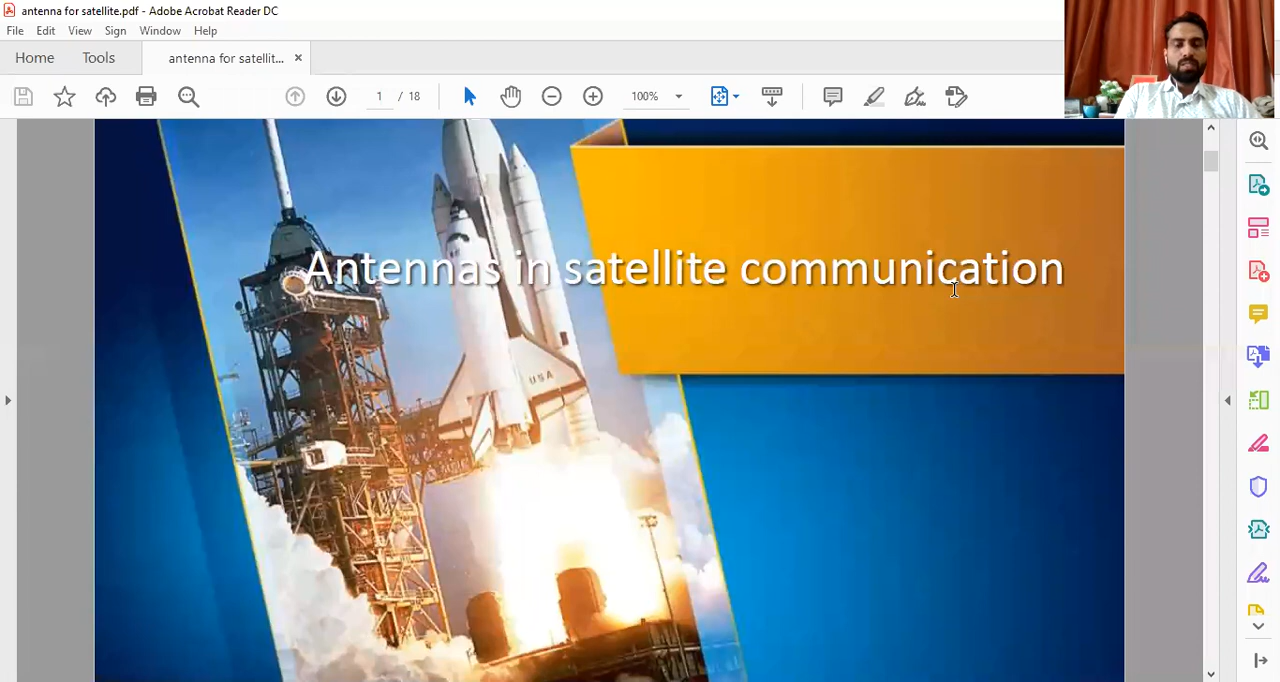 antenna for satellite.pdf - Adobe Acrobat Reader DC
File Edit View Sign Window Help
Home Tools antenna for satellit... ×
1 / 18 100%
Antennas in satellite communication
USA